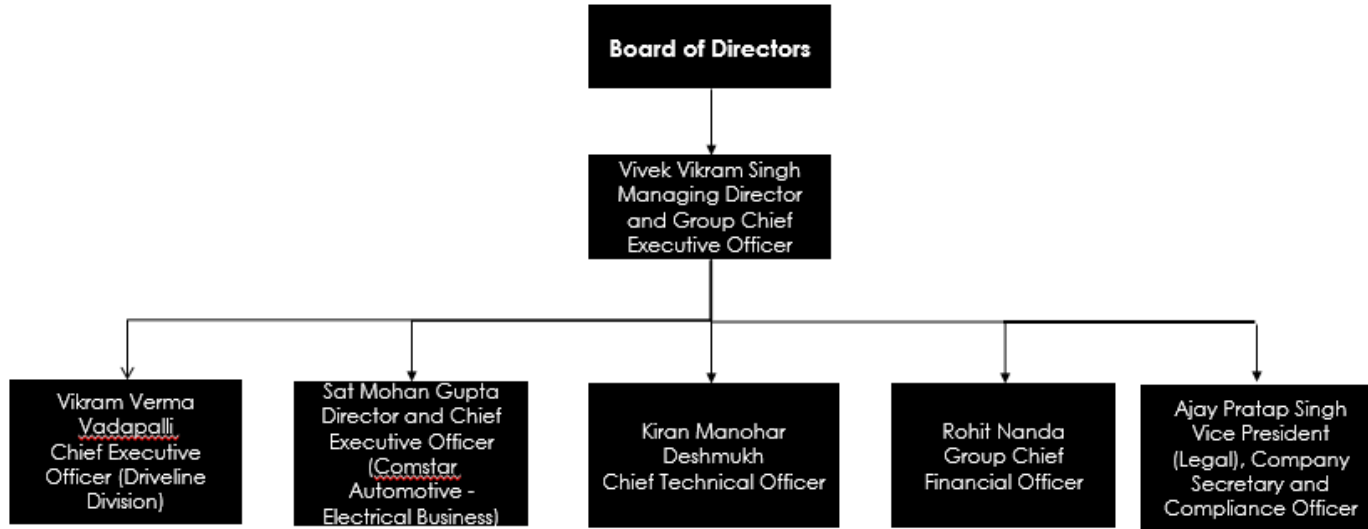 Board of Directors
Vivek Vikram Singh
Managing Director
and Group Chief
Executive Officer
Vikram Verma
Vadapalli
Chief Executive
Officer (Driveline
Division)
Sat Mohan Gupta
Director and Chief
Executive Officer
(Comstar
Automotive -
Electrical Business)
Kiran Manohar
Deshmukh
Chief Technical Officer
Rohit Nanda
Group Chief
Financial Officer
Ajay Pratap Singh
Vice President
(Legal), Company
Secretary and
Compliance Officer